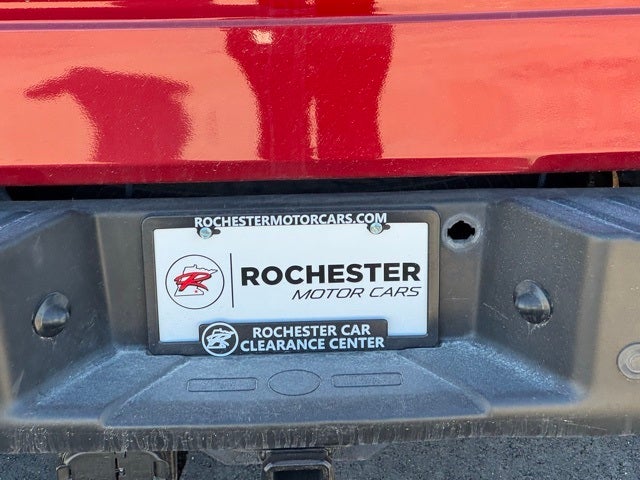 ROCHESTERMOTORCARS.COM
R
ROCHESTER
MOTOR CARS
ROCHESTER CAR
CLEARANCE CENTER